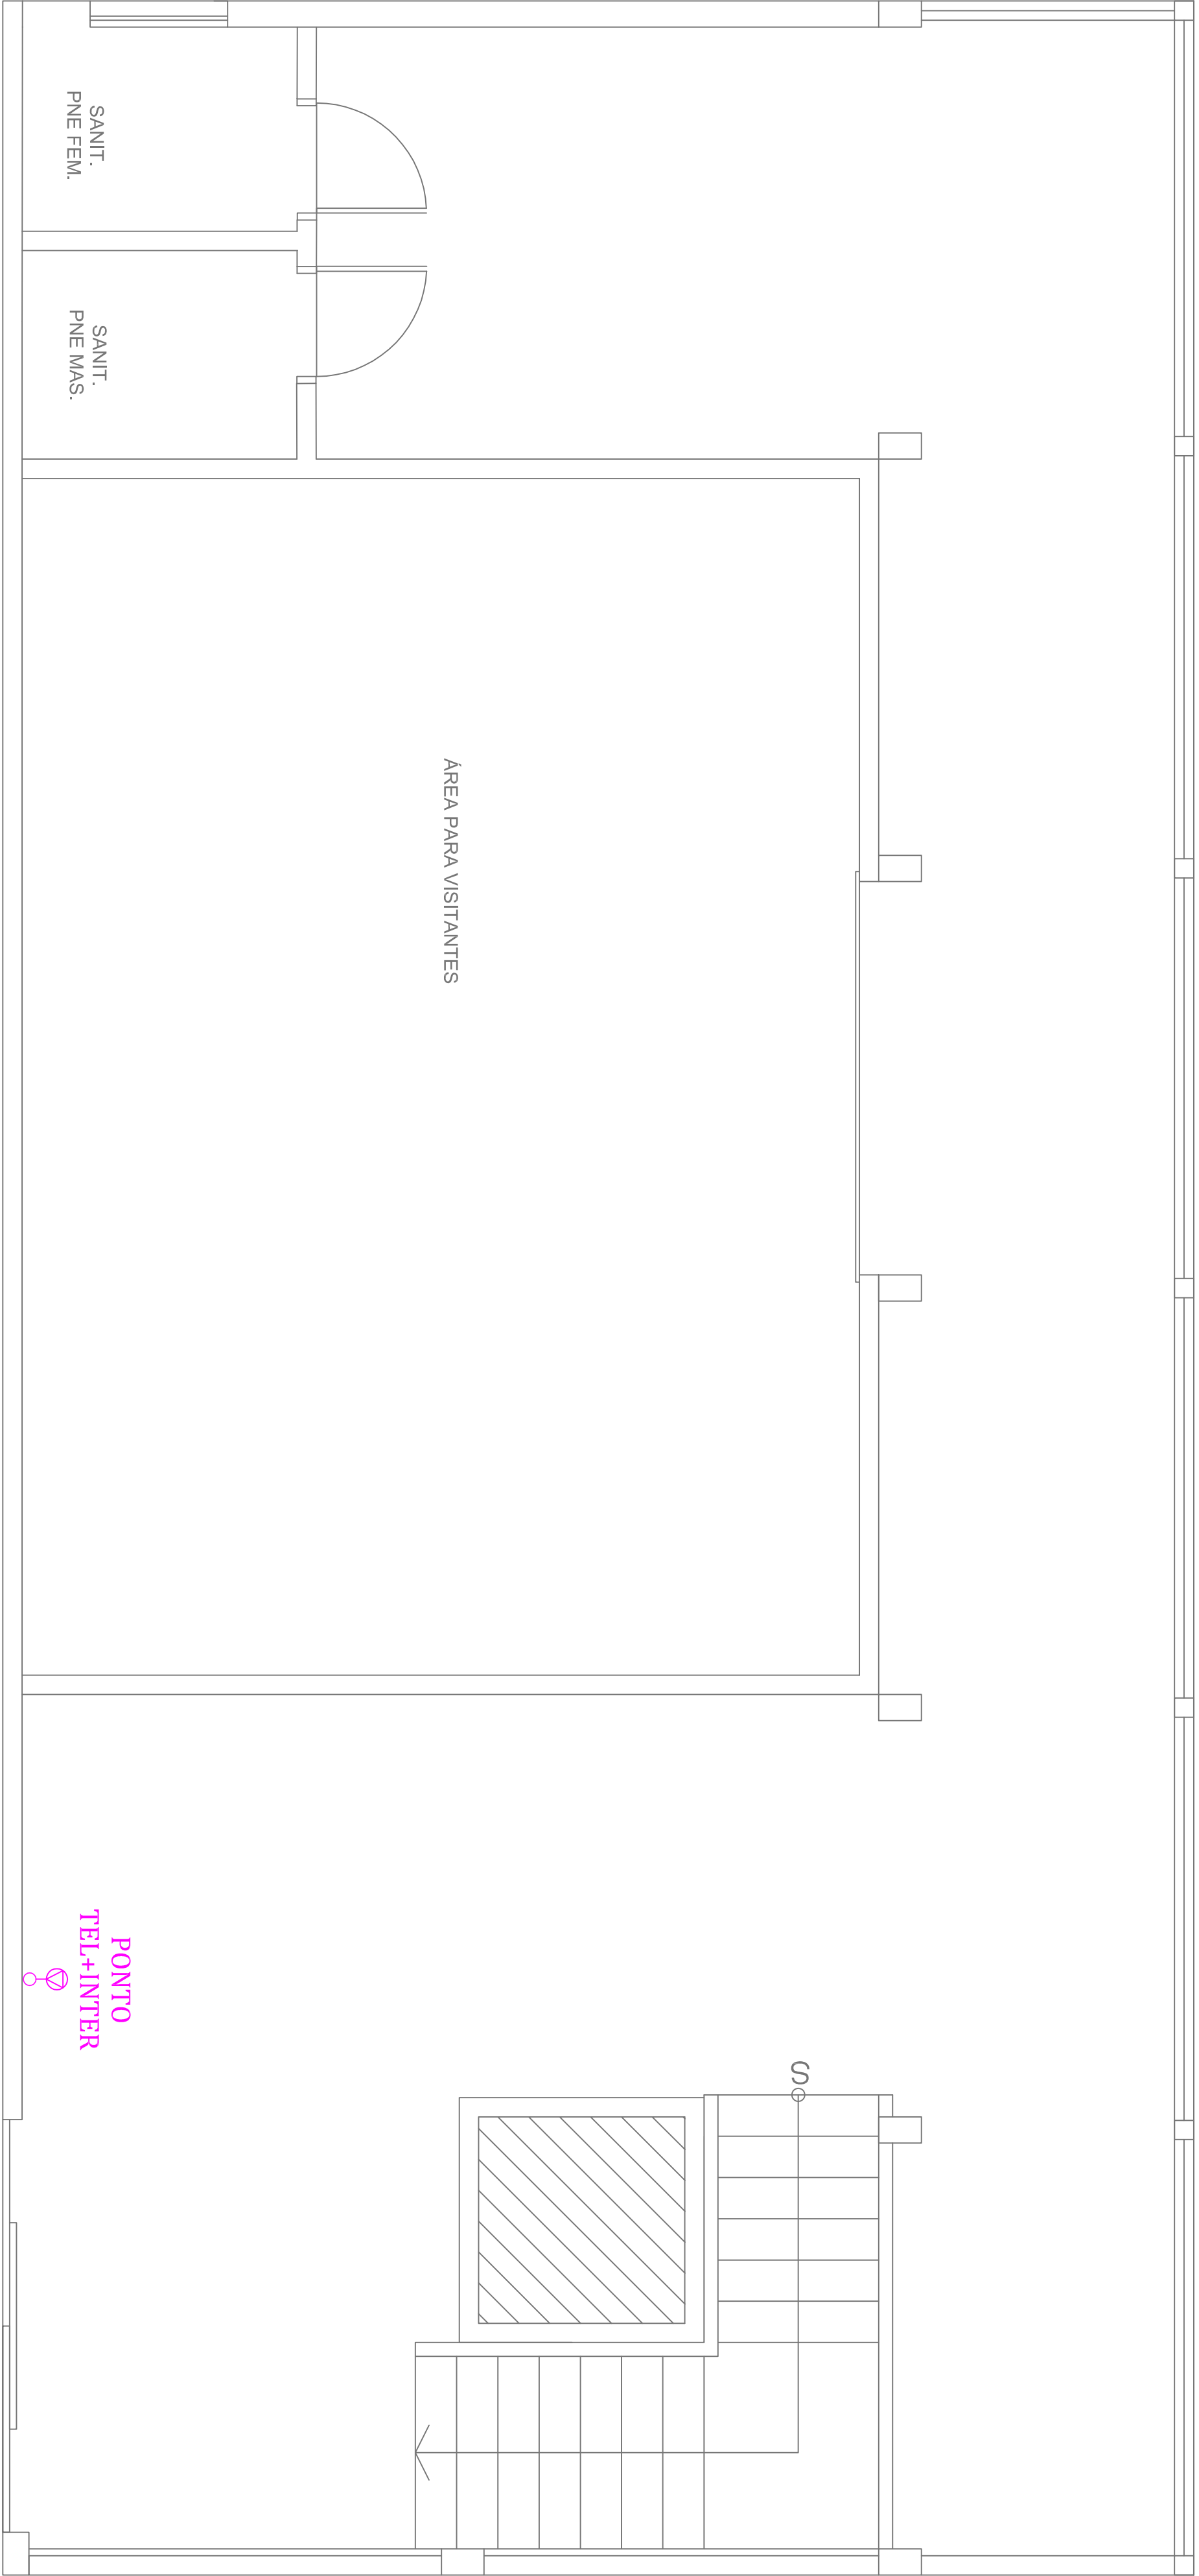 SANIT.
PNE FEM.
SANIT.
PNE MAS.
ÁREA PARA VISITANTES
PONTO
TEL+INTER
S